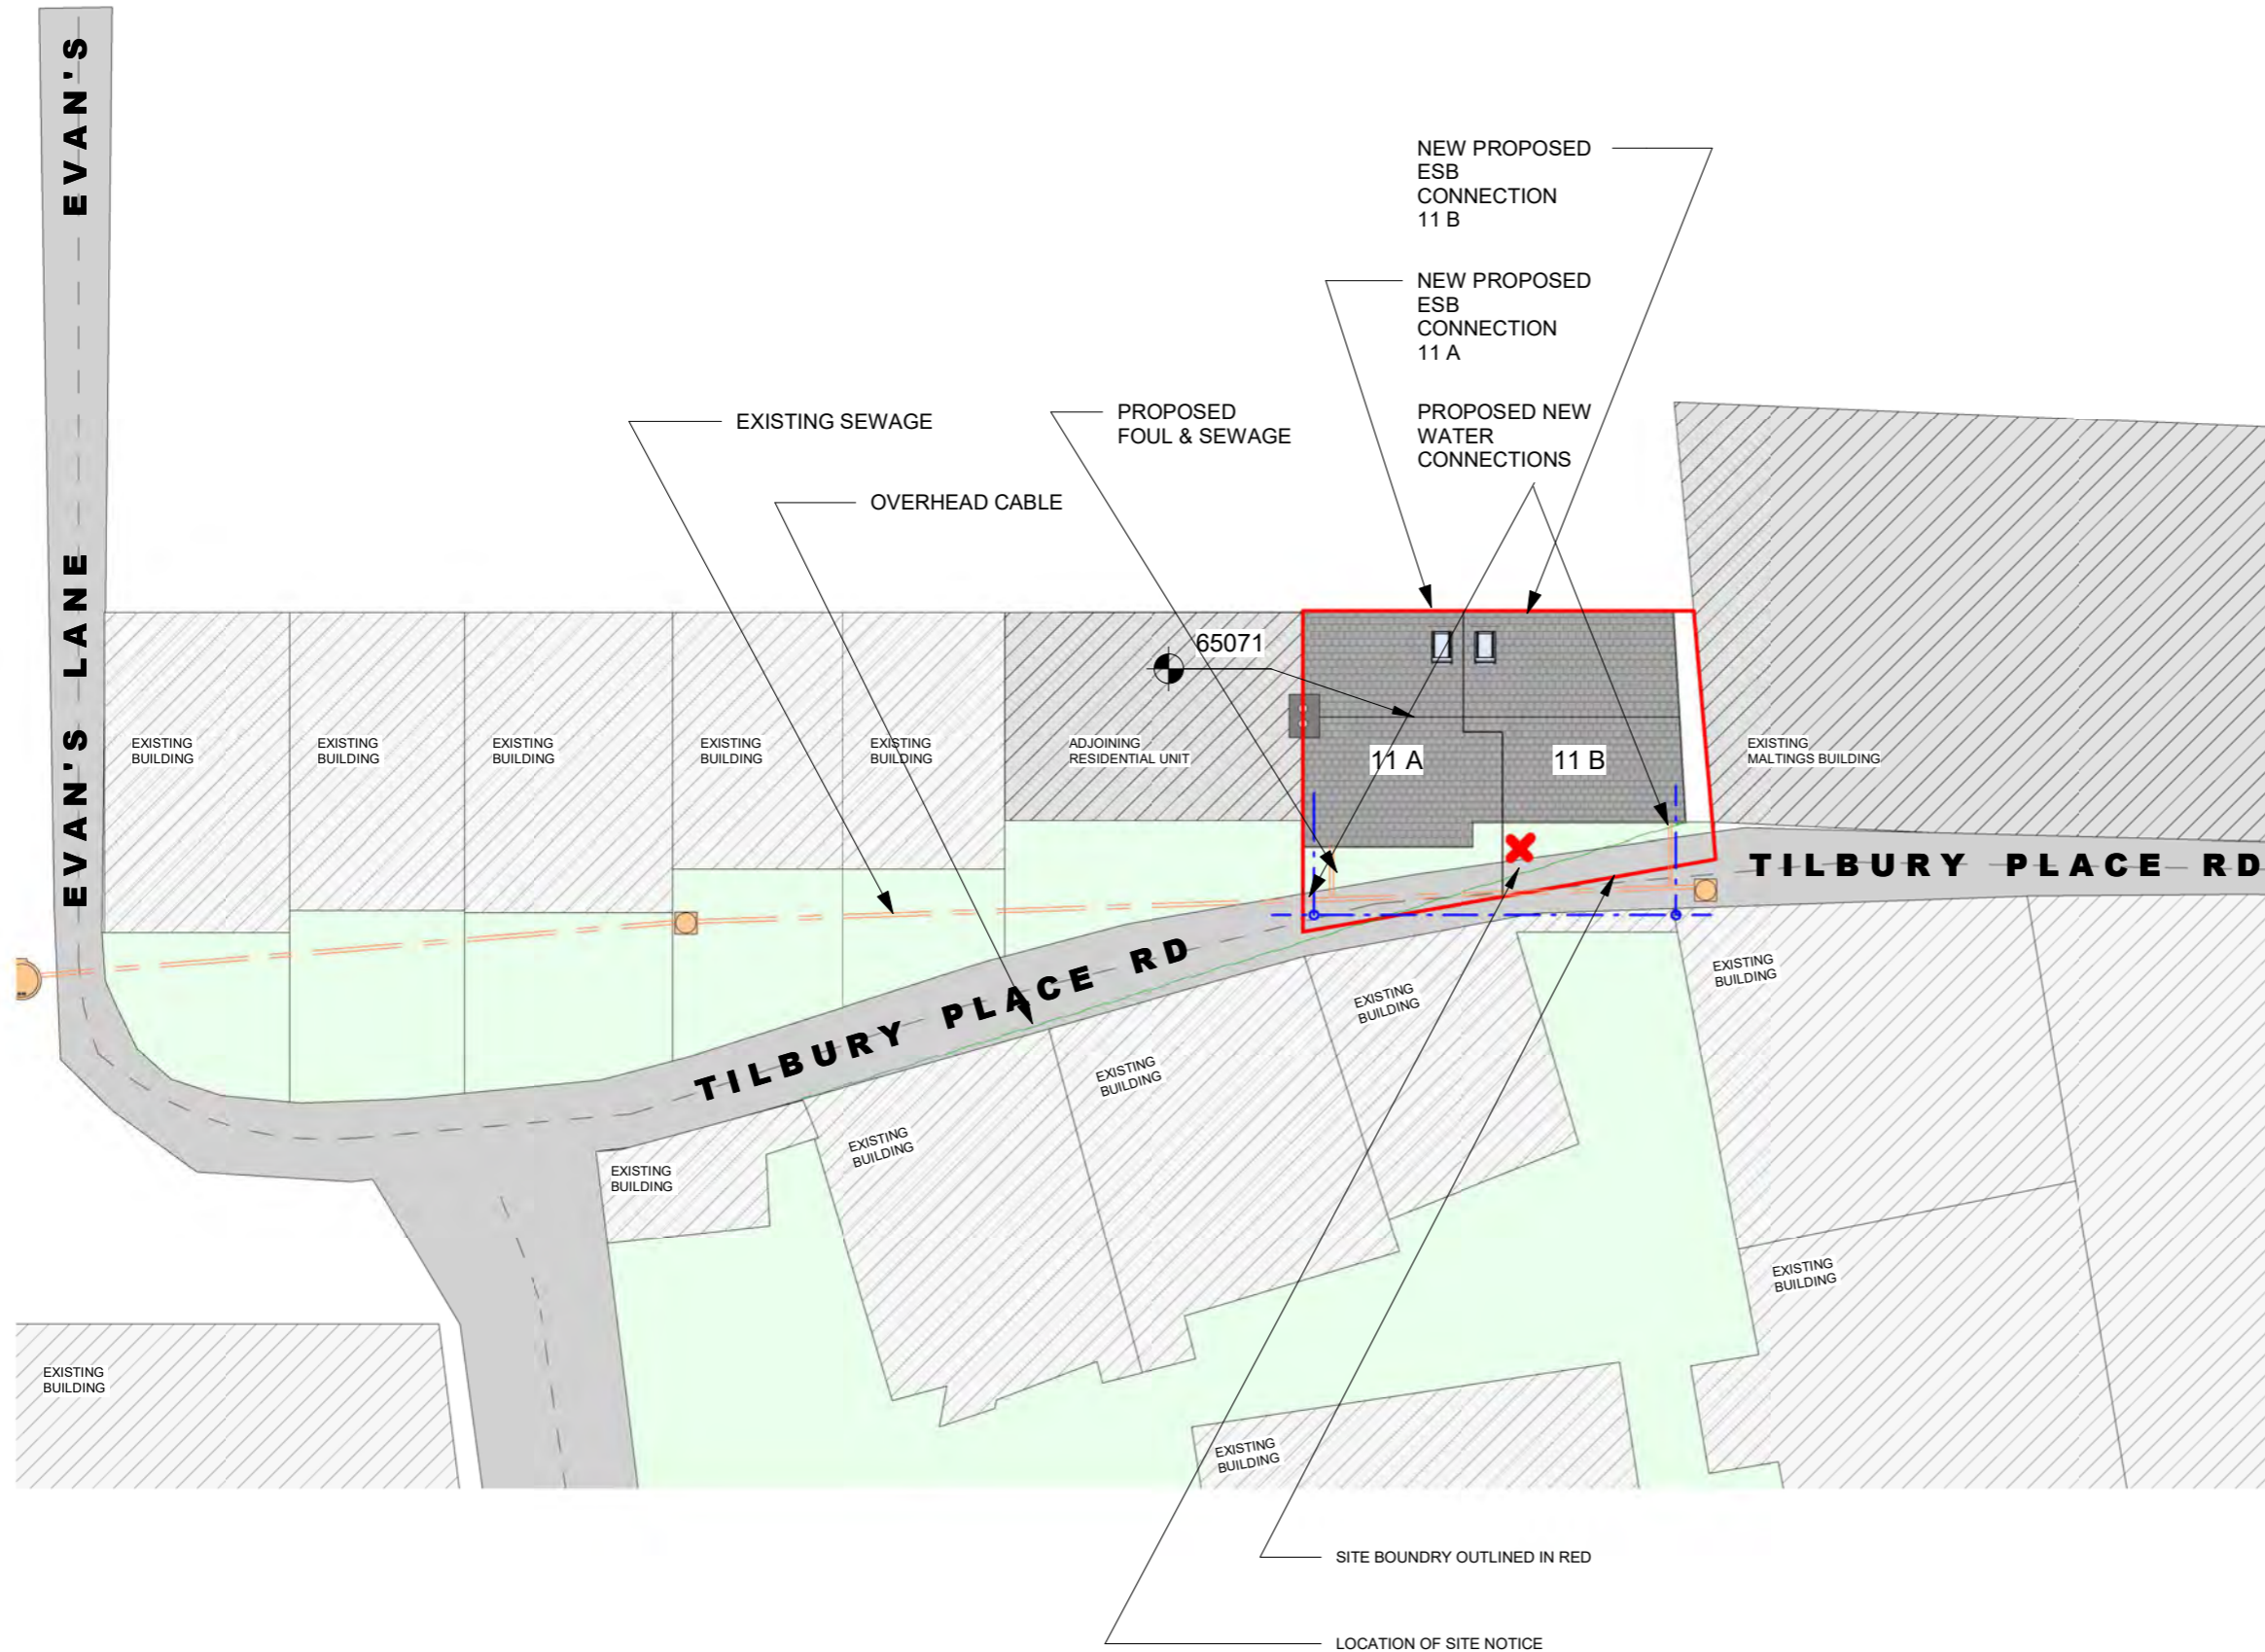 EVAN'S
NEW PROPOSED
ESB
CONNECTION
11 B
NEW PROPOSED
ESB
CONNECTION
11 A
PROPOSED NEW
WATER
CONNECTIONS
EXISTING SEWAGE
PROPOSED
FOUL & SEWAGE
OVERHEAD CABLE
EVAN'S LANE
65071
EXISTING
BUILDING
EXISTING
BUILDING
EXISTING
BUILDING
EXISTING
BUILDING
EXISTING
BUILDING
ADJOINING
RESIDENTIAL UNIT
11 A
11 B
EXISTING
MALTINGS BUILDING
TILBURY PLACE RD
TILBURY PLACE RD
EXISTING
BUILDING
EXISTING
BUILDING
EXISTING
BUILDING
EXISTING
BUILDING
EXISTING
BUILDING
EXISTING
BUILDING
EXISTING
BUILDING
EXISTING
BUILDING
SITE BOUNDRY OUTLINED IN RED
LOCATION OF SITE NOTICE